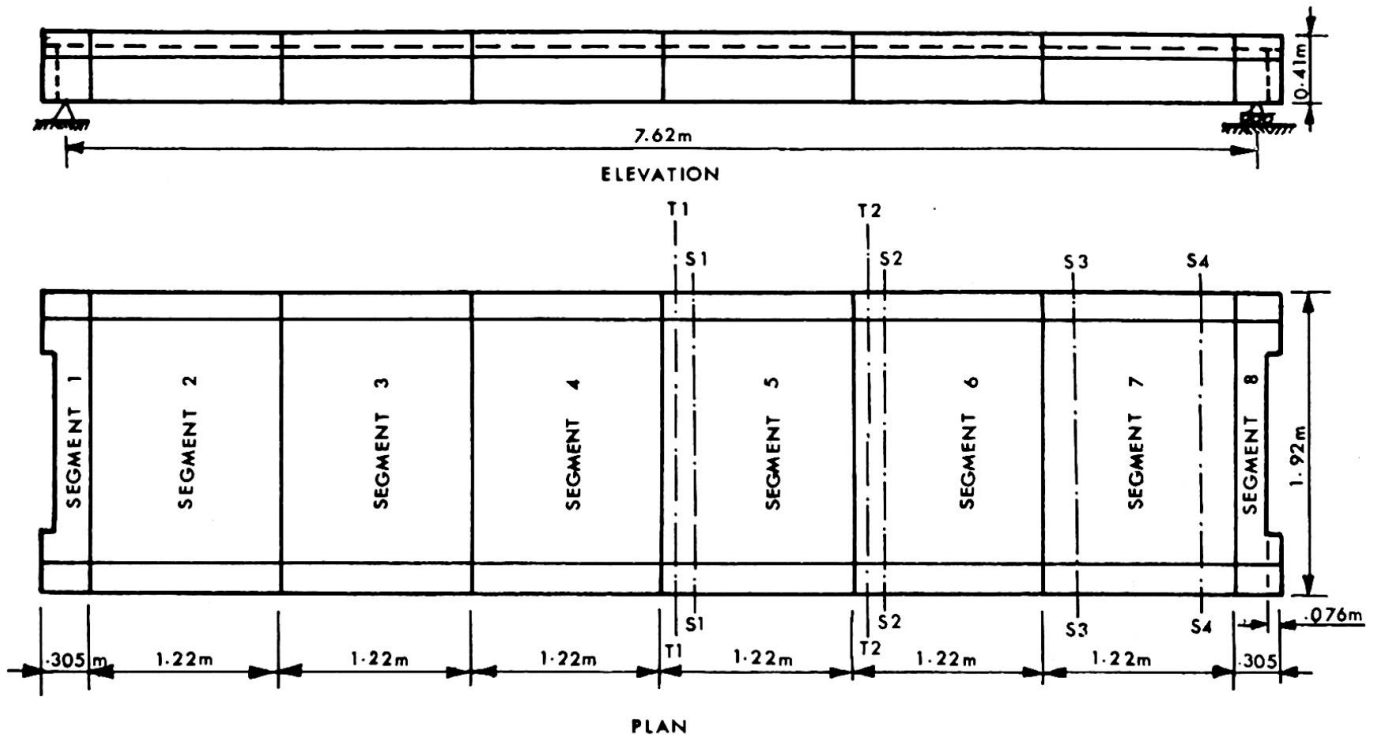 0.41m
7.62m
ELEVATION
T1
T2
S1
S2
S3
S4
SEGMENT 1
SEGMENT 2
SEGMENT 3
SEGMENT 4
SEGMENT 5
SEGMENT 6
SEGMENT 7
SEGMENT 8
1.92m
S1
S2
S3
S4
.076m
T1
T2
.305m
1.22m
1.22m
1.22m
1.22m
1.22m
1.22m
.305
PLAN